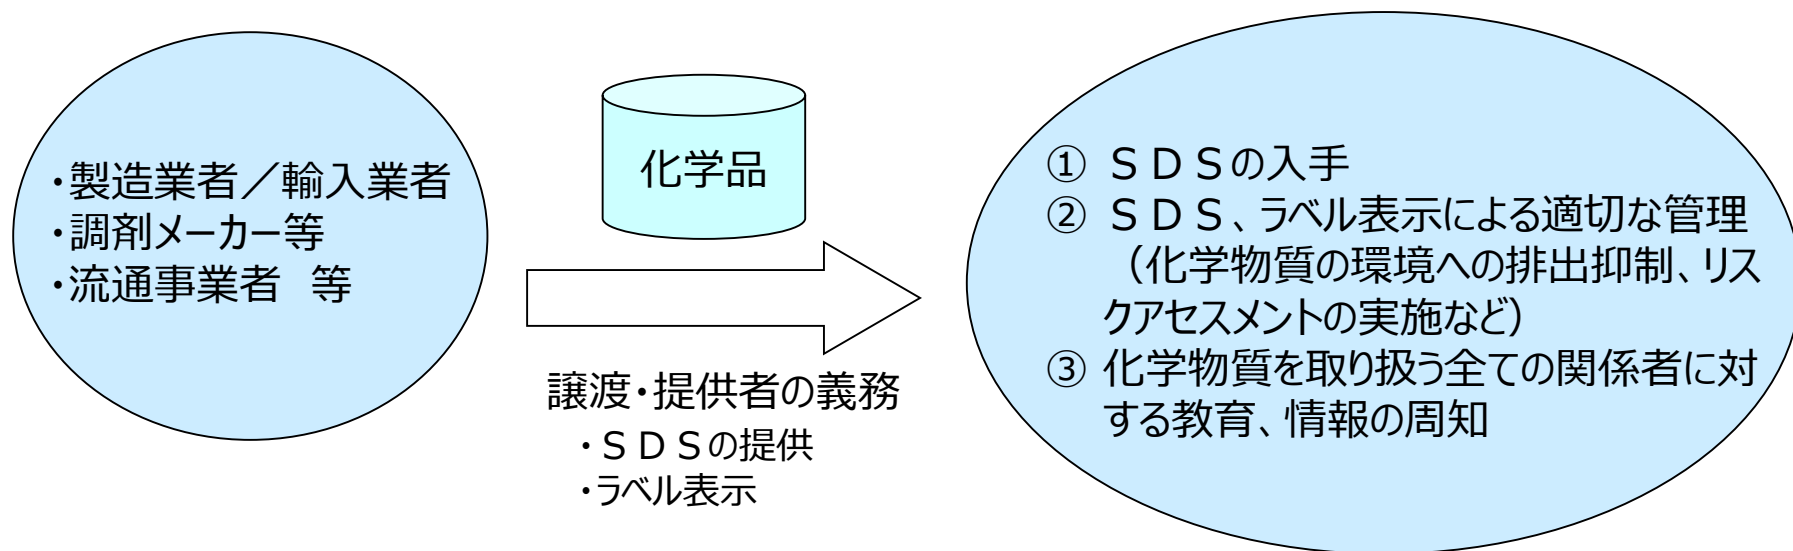 ・製造業者／輸入業者
・調剤メーカー等
・流通事業者　等
化学品
譲渡・提供者の義務
・ＳＤＳの提供
・ラベル表示
① ＳＤＳの入手
② ＳＤＳ、ラベル表示による適切な管理
（化学物質の環境への排出抑制、リス
クアセスメントの実施など）
③ 化学物質を取り扱う全ての関係者に対
する教育、情報の周知